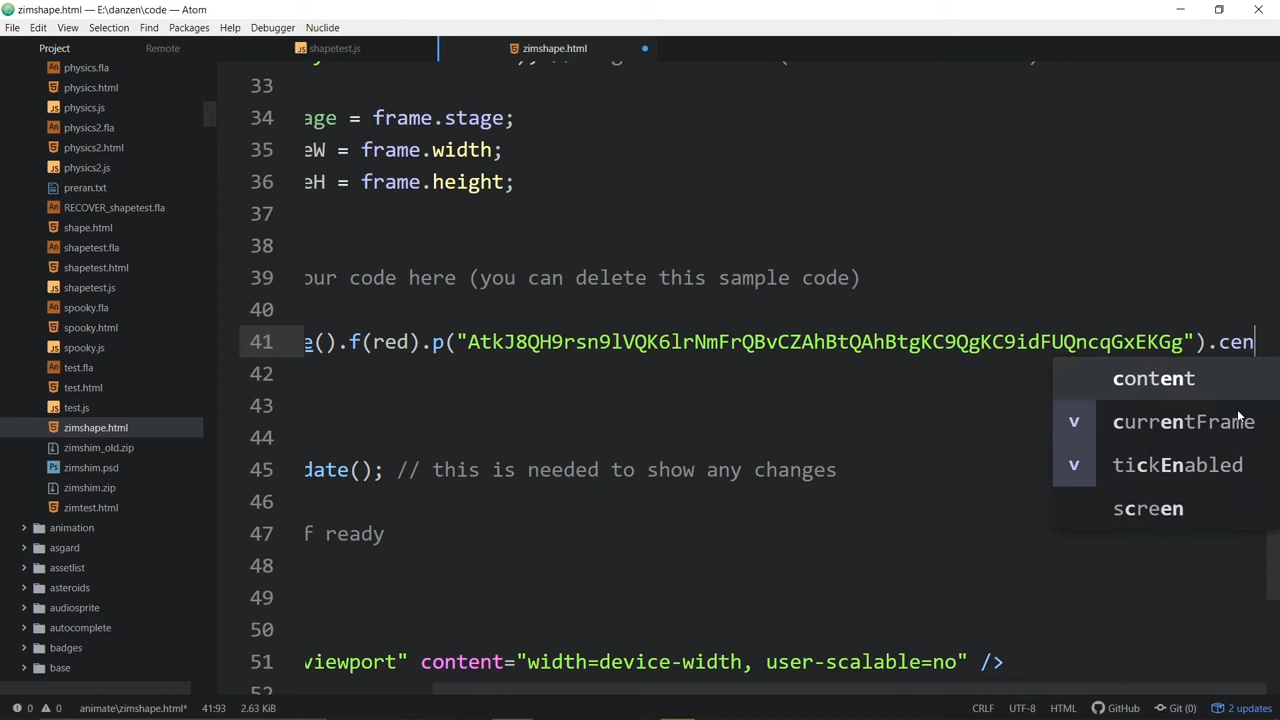 zimshape.html — E:\danzen\code — Atom
File Edit View Selection Find Packages Help Debugger Nuclide
Project Remote shapetest.js zimshape.html
physics.fla
physics.html
physics.js
physics2.fla
physics2.html
physics2.js
preran.txt
RECOVER_shapetest.fla
shape.html
shapetest.fla
shapetest.html
shapetest.js
spooky.fla
spooky.html
spooky.js
test.fla
test.html
test.js
zimshape.html
zimshim_old.zip
zimshim.psd
zimshim.zip
zimtest.html
animation
asgard
assetlist
asteroids
audiosprite
autocomplete
badges
base
33
34 age = frame.stage;
35 eW = frame.width;
36 eH = frame.height;
37
38
39 our code here (you can delete this sample code)
40
41 e().f(red).p("AtkJ8QH9rsn9lVQK6lrNmFrQBvCZAhBtQAhBtgKC9QgKC9idFUQncqGxEKGg").cen
42
43
44
45 date(); // this is needed to show any changes
46
47 f ready
48
49
50
51 viewport" content="width=device-width, user-scalable=no" />
52
content
v currentFrame
v tickEnabled
screen
0 0 animate\zimshape.html* 41:93 2.63 KiB CRLF UTF-8 HTML GitHub Git (0) 2 updates